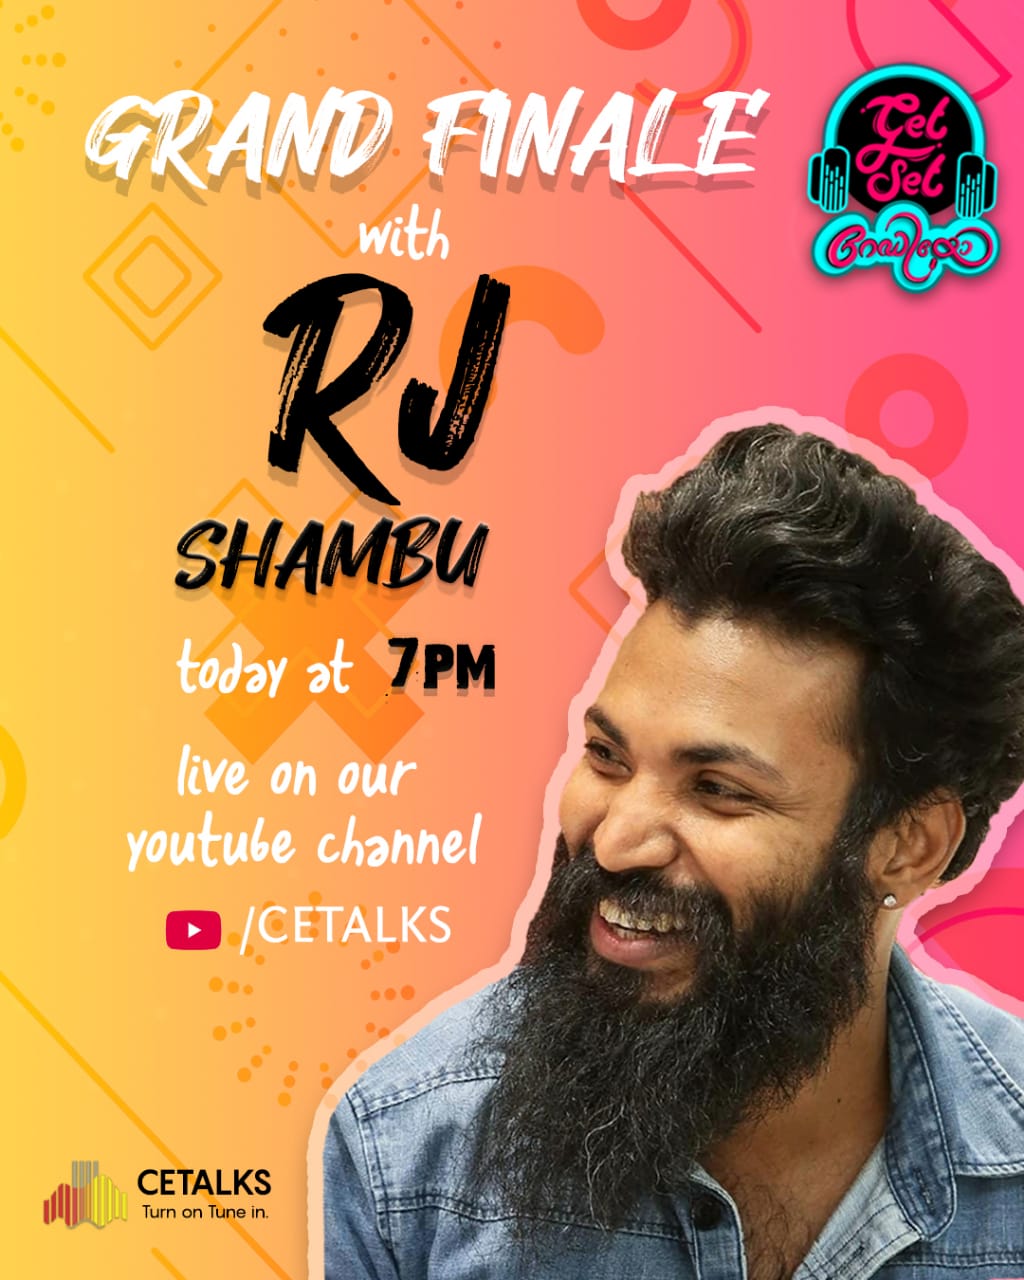 GRAND FINALE
with
RJ
SHAMBU
today at 7PM
live on our
youtube channel
/CETALKS
Get
Set
റേഡിയോ
CETALKS
Turn on Tune in.